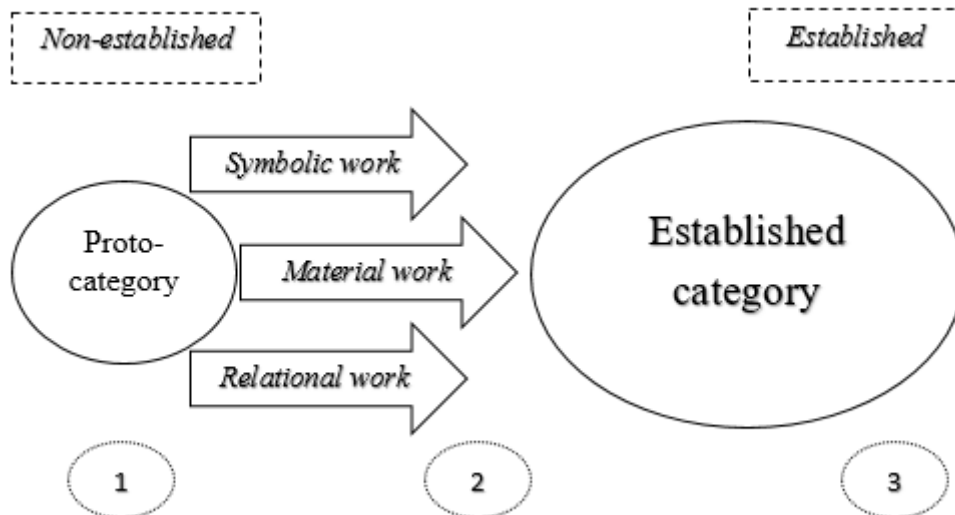 Non-established
Established
Symbolic work
Proto-
category
Material work
Established
category
Relational work
1
2
3